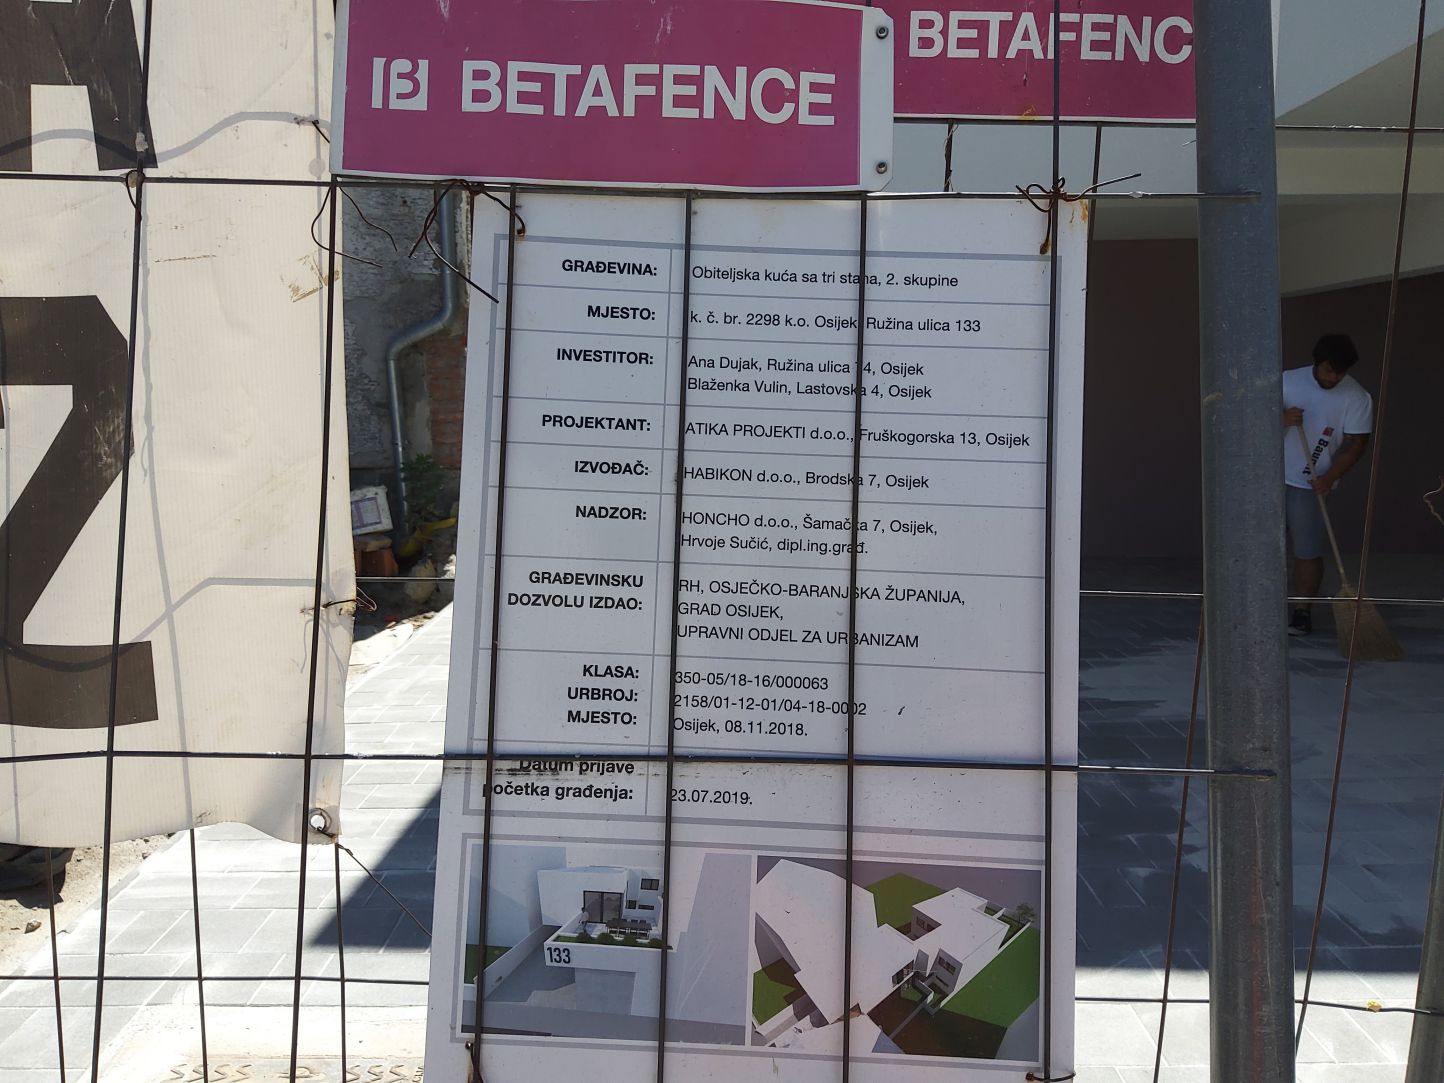 BETAFENCE
BETAFENC
GRAĐEVINA: Obiteljska kuća sa tri stana, 2. skupine
MJESTO: k. č. br. 2298 k.o. Osijek, Ružina ulica 133
INVESTITOR: Ana Dujak, Ružina ulica 4, Osijek
Blaženka Vulin, Lastovska 4, Osijek
PROJEKTANT: ATIKA PROJEKTI d.o.o., Fruškogorska 13, Osijek
IZVOĐAČ: HABIKON d.o.o., Brodska 7, Osijek
NADZOR: HONCHO d.o.o., Šamačka 7, Osijek,
Hrvoje Sučić, dipl.ing.građ.
GRAĐEVINSKU DOZVOLU IZDAO: RH, OSJEČKO-BARANJSKA ŽUPANIJA,
GRAD OSIJEK,
UPRAVNI ODJEL ZA URBANIZAM
KLASA: 350-05/18-16/000063
URBROJ: 2158/01-12-01/04-18-0002
MJESTO: Osijek, 08.11.2018.
Datum prijave
početka građenja: 23.07.2019.
133